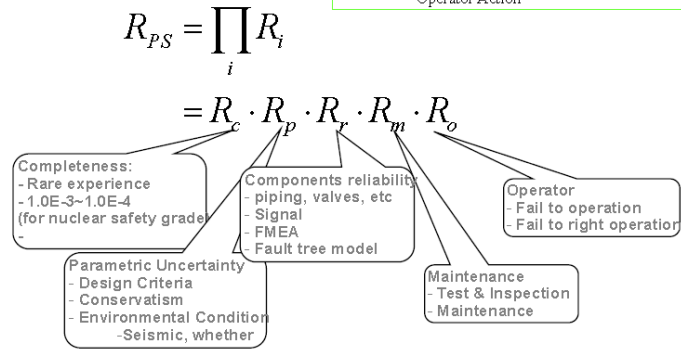 Operator Action
R_PS = ∏_i R_i
= R_c · R_p · R_r · R_m · R_o
Completeness:
- Rare experience
- 1.0E-3~1.0E-4
(for nuclear safety grade)
-
Parametric Uncertainty
- Design Criteria
- Conservatism
- Environmental Condition
-Seismic, whether
Components reliability
- piping, valves, etc
- Signal
- FMEA
- Fault tree model
Maintenance
- Test & Inspection
- Maintenance
Operator
- Fail to operation
- Fail to right operation